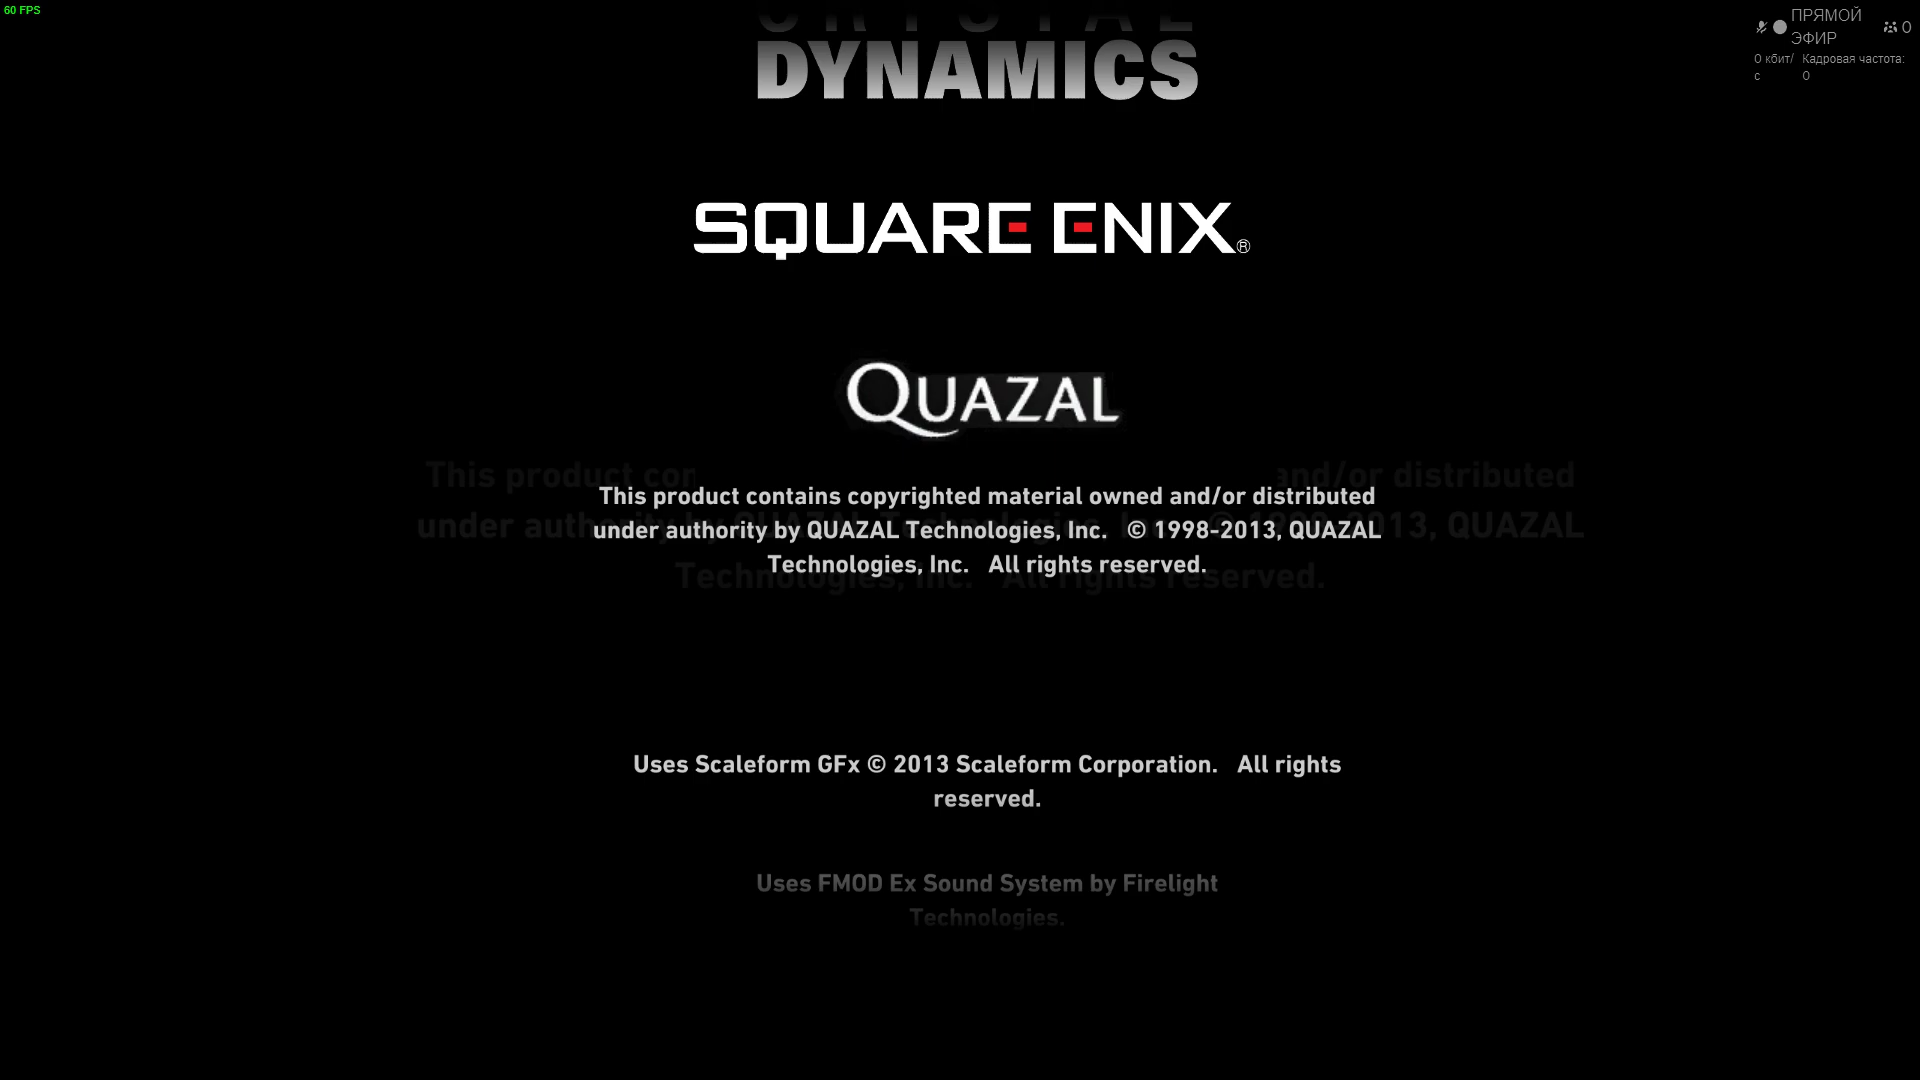 60 FPS
CRYSTAL
DYNAMICS
ПРЯМОЙ
ЭФИР
0
0 кбит/
с
Кадровая частота:
0
SQUARE ENIX®
QUAZAL
This product contains copyrighted material owned and/or distributed
under authority by QUAZAL Technologies, Inc. © 1998-2013, QUAZAL
Technologies, Inc. All rights reserved.
Uses Scaleform GFx © 2013 Scaleform Corporation. All rights
reserved.
Uses FMOD Ex Sound System by Firelight
Technologies.